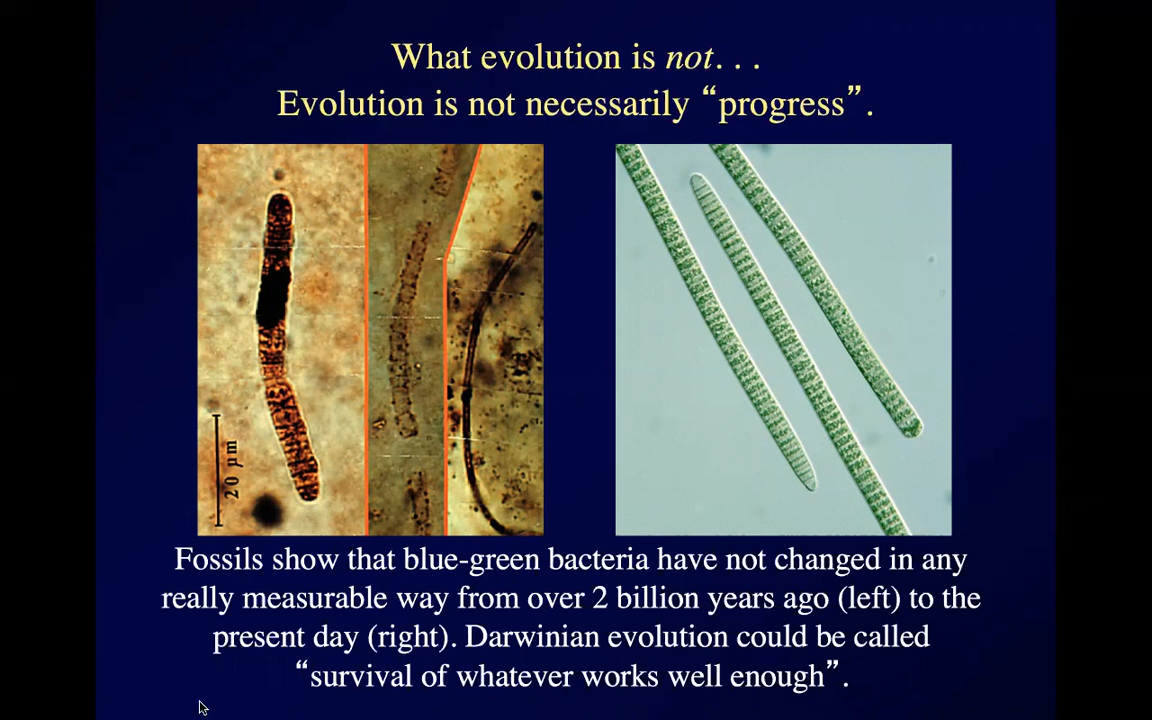 What evolution is not. . .
Evolution is not necessarily “progress”.
20 µm
Fossils show that blue-green bacteria have not changed in any
really measurable way from over 2 billion years ago (left) to the
present day (right). Darwinian evolution could be called
“survival of whatever works well enough”.